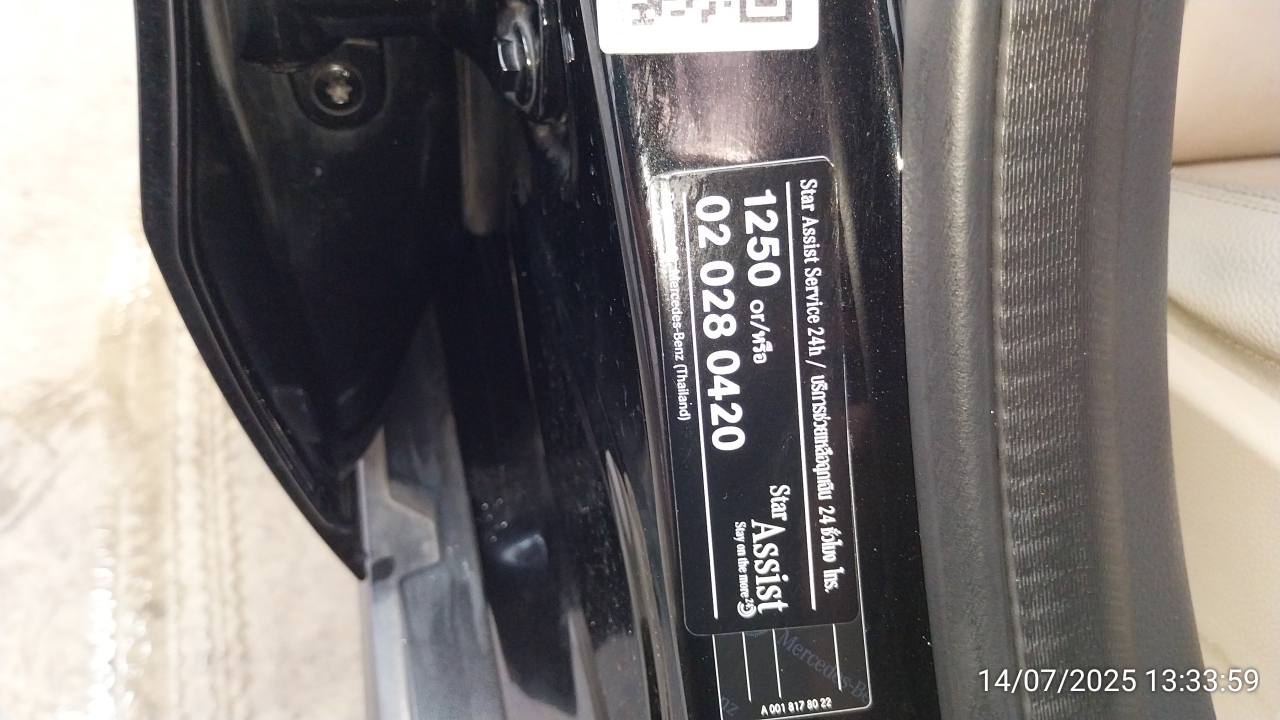 Star Assist Service 24h / บริการช่วยเหลือฉุกเฉิน 24 ชั่วโมง โทร.
1250 or/หรือ
02 028 0420
Mercedes-Benz (Thailand)
Star
Assist
Stay on the move
Mercedes-Be
A 001 817 80 22
14/07/2025 13:33:59